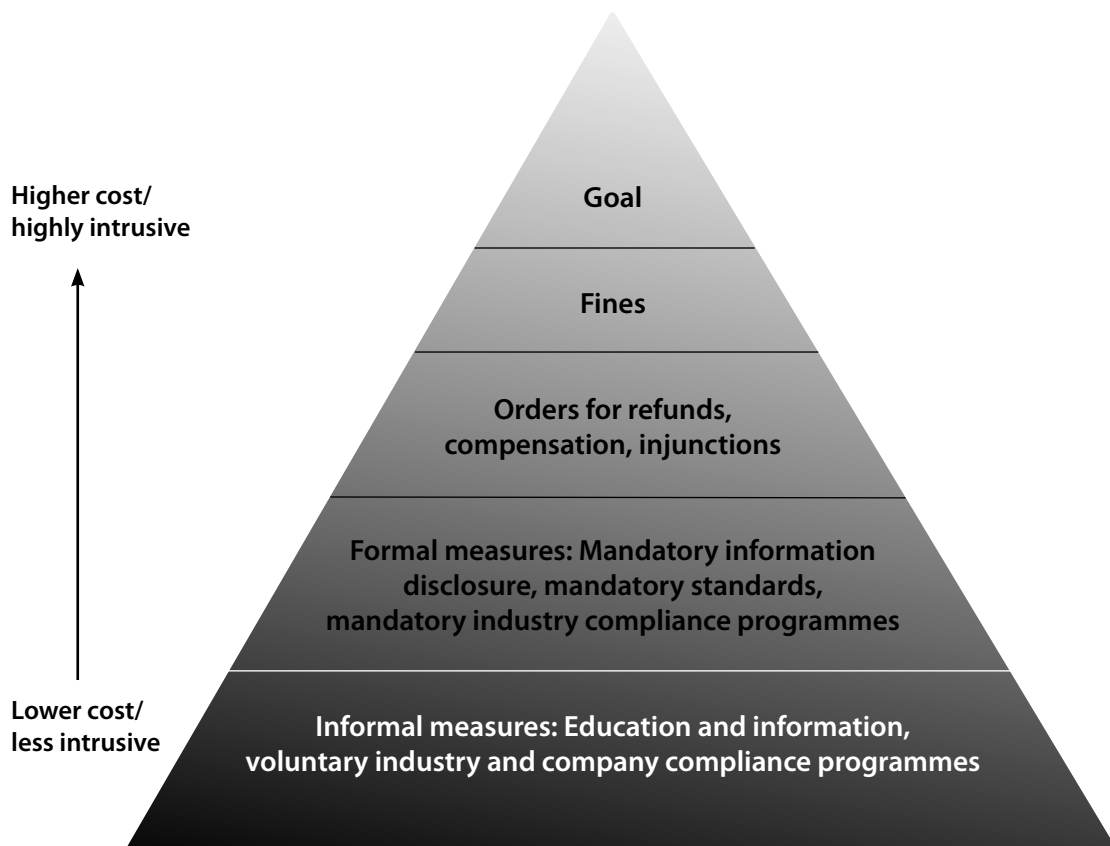 Higher cost/
highly intrusive
Goal
Fines
Orders for refunds,
compensation, injunctions
Formal measures: Mandatory information
disclosure, mandatory standards,
mandatory industry compliance programmes
Lower cost/
less intrusive
Informal measures: Education and information,
voluntary industry and company compliance programmes